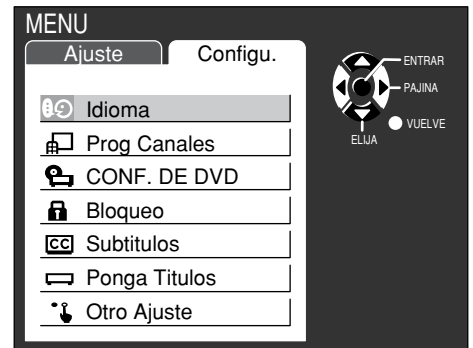 MENU
Ajuste
Configu.
Idioma
Prog Canales
CONF. DE DVD
Bloqueo
CC Subtitulos
Ponga Titulos
Otro Ajuste
ENTRAR
PAJINA
VUELVE
ELIJA